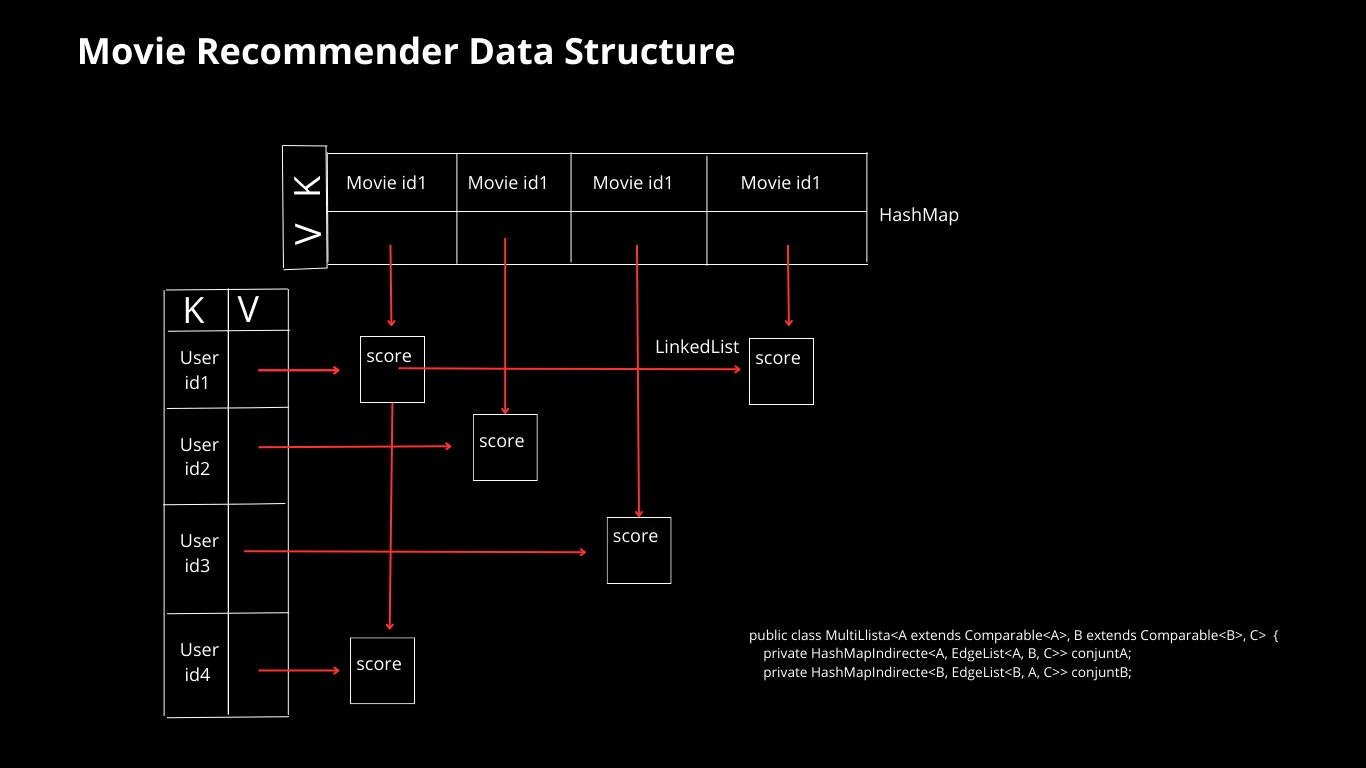 Movie Recommender Data Structure
K
V
Movie id1
Movie id1
Movie id1
Movie id1
HashMap
K
V
User
id1
score
LinkedList
score
User
id2
score
User
id3
score
User
id4
score
public class MultiLlista<A extends Comparable<A>, B extends Comparable<B>, C> {
private HashMapIndirecte<A, EdgeList<A, B, C>> conjuntA;
private HashMapIndirecte<B, EdgeList<B, A, C>> conjuntB;